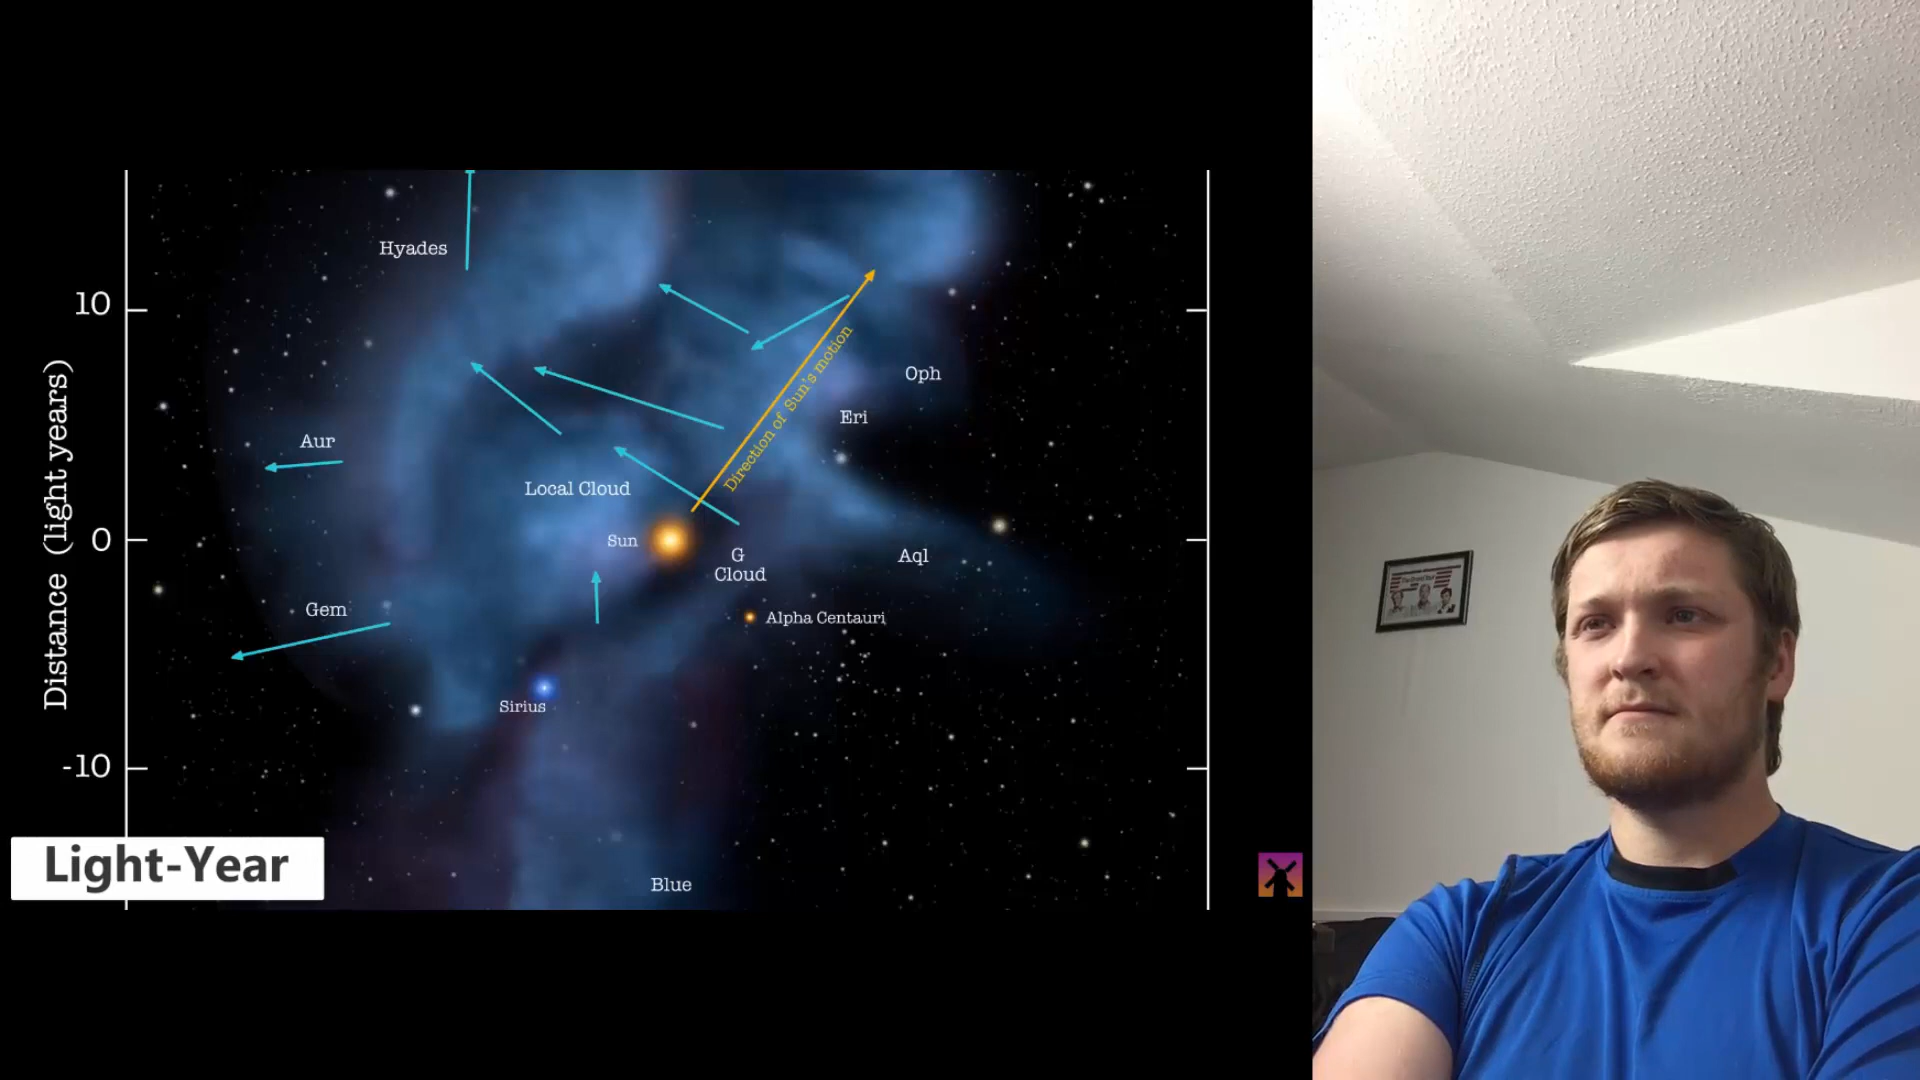 Hyades
10
Oph
Direction of Sun's motion
Eri
Aur
Distance (light years)
Local Cloud
0
Sun
G
Cloud
Aql
Gem
Alpha Centauri
Sirius
-10
Light-Year
Blue